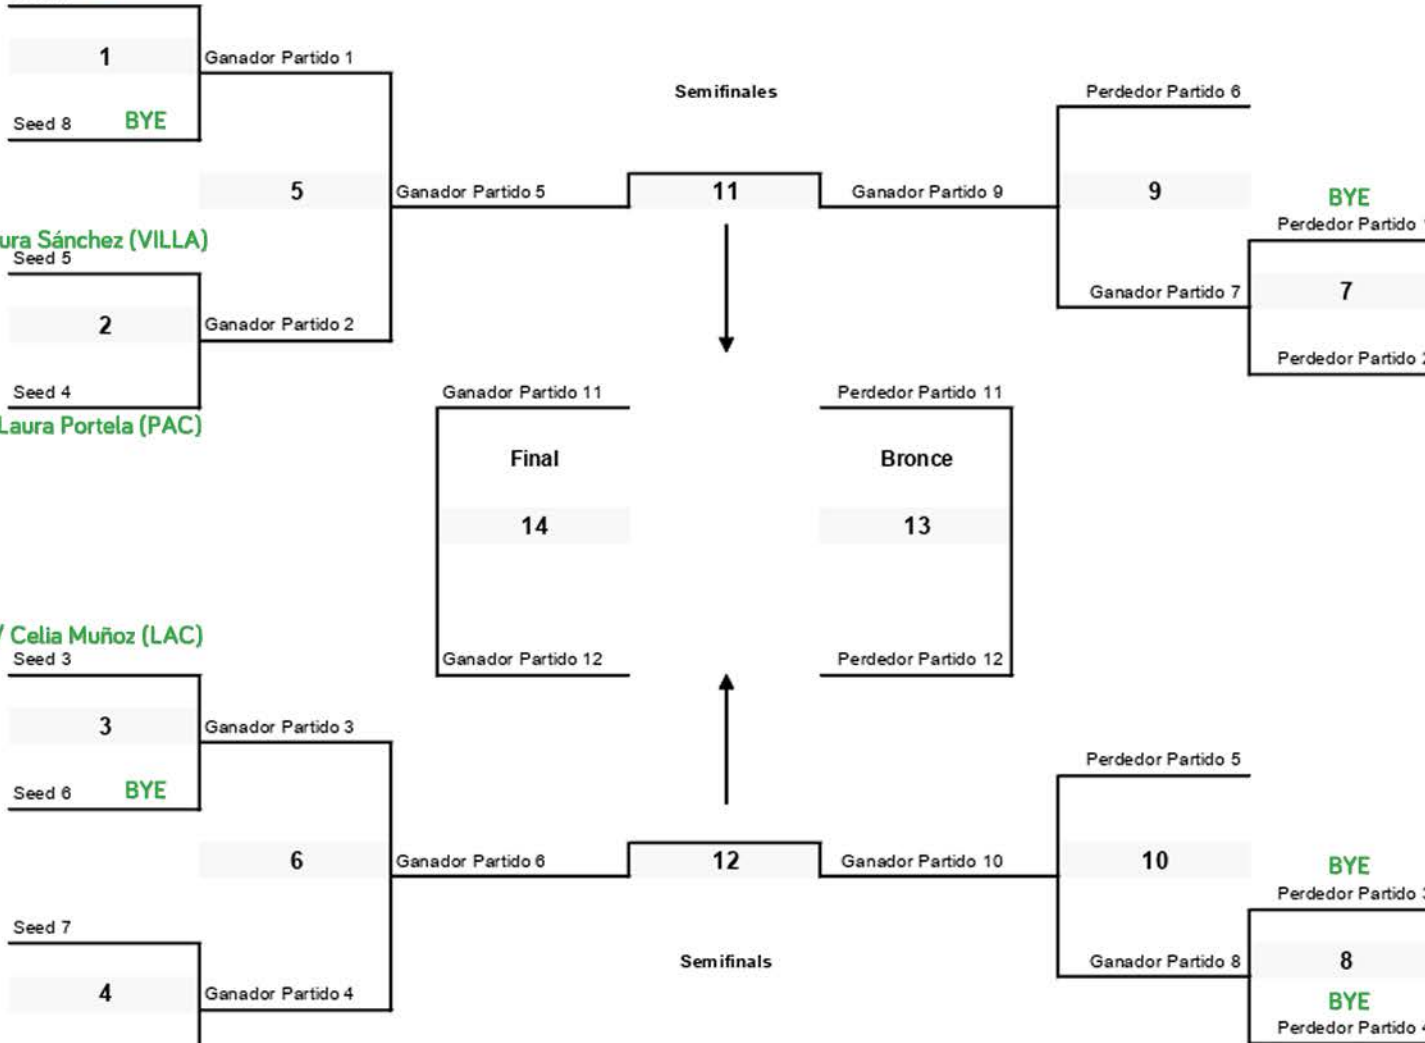 1
Ganador Partido 1
Seed 8 BYE
Semifinales
Perdedor Partido 6
5
Ganador Partido 5
11
Ganador Partido 9
9
BYE
Perdedor Partido
Sánchez (VILLA)
Seed 5
2
Ganador Partido 2
Ganador Partido 7
7
Seed 4
Perdedor Partido
Laura Portela (PAC)
Ganador Partido 11
Perdedor Partido 11
Final
Bronce
14
13
Ganador Partido 12
Perdedor Partido 12
/ Celia Muñoz (LAC)
Seed 3
3
Ganador Partido 3
Seed 6 BYE
Perdedor Partido 5
6
Ganador Partido 6
12
Ganador Partido 10
10
BYE
Perdedor Partido
Seed 7
4
Ganador Partido 4
Semifinals
Ganador Partido 8
8
BYE
Perdedor Partido